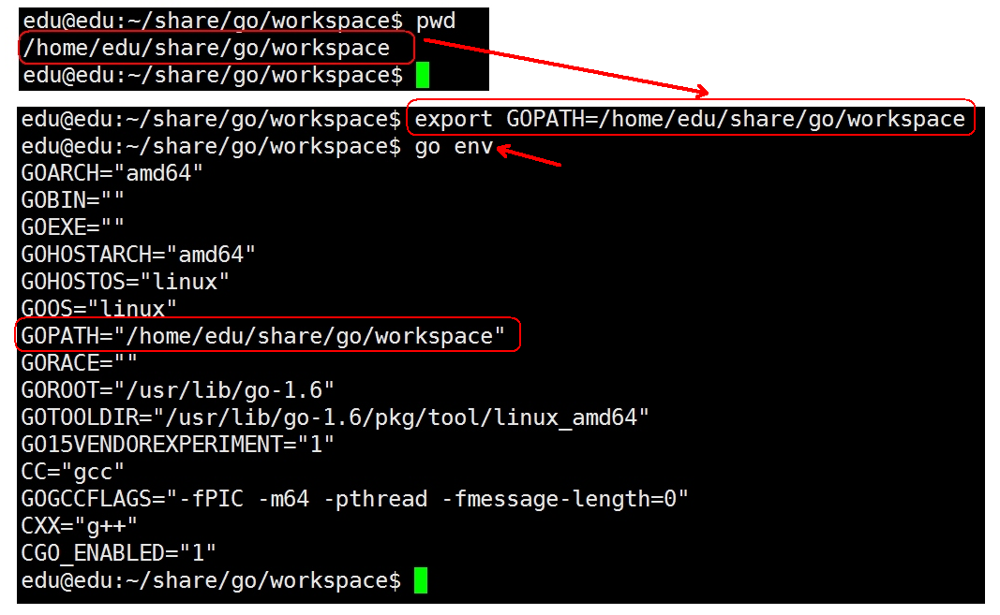 edu@edu:~/share/go/workspace$ pwd
/home/edu/share/go/workspace
edu@edu:~/share/go/workspace$
edu@edu:~/share/go/workspace$ export GOPATH=/home/edu/share/go/workspace
edu@edu:~/share/go/workspace$ go env
GOARCH="amd64"
GOBIN=""
GOEXE=""
GOHOSTARCH="amd64"
GOHOSTOS="linux"
GOOS="linux"
GOPATH="/home/edu/share/go/workspace"
GORACE=""
GOROOT="/usr/lib/go-1.6"
GOTOOLDIR="/usr/lib/go-1.6/pkg/tool/linux_amd64"
GO15VENDOREXPERIMENT="1"
CC="gcc"
GOGCCFLAGS="-fPIC -m64 -pthread -fmessage-length=0"
CXX="g++"
CGO_ENABLED="1"
edu@edu:~/share/go/workspace$